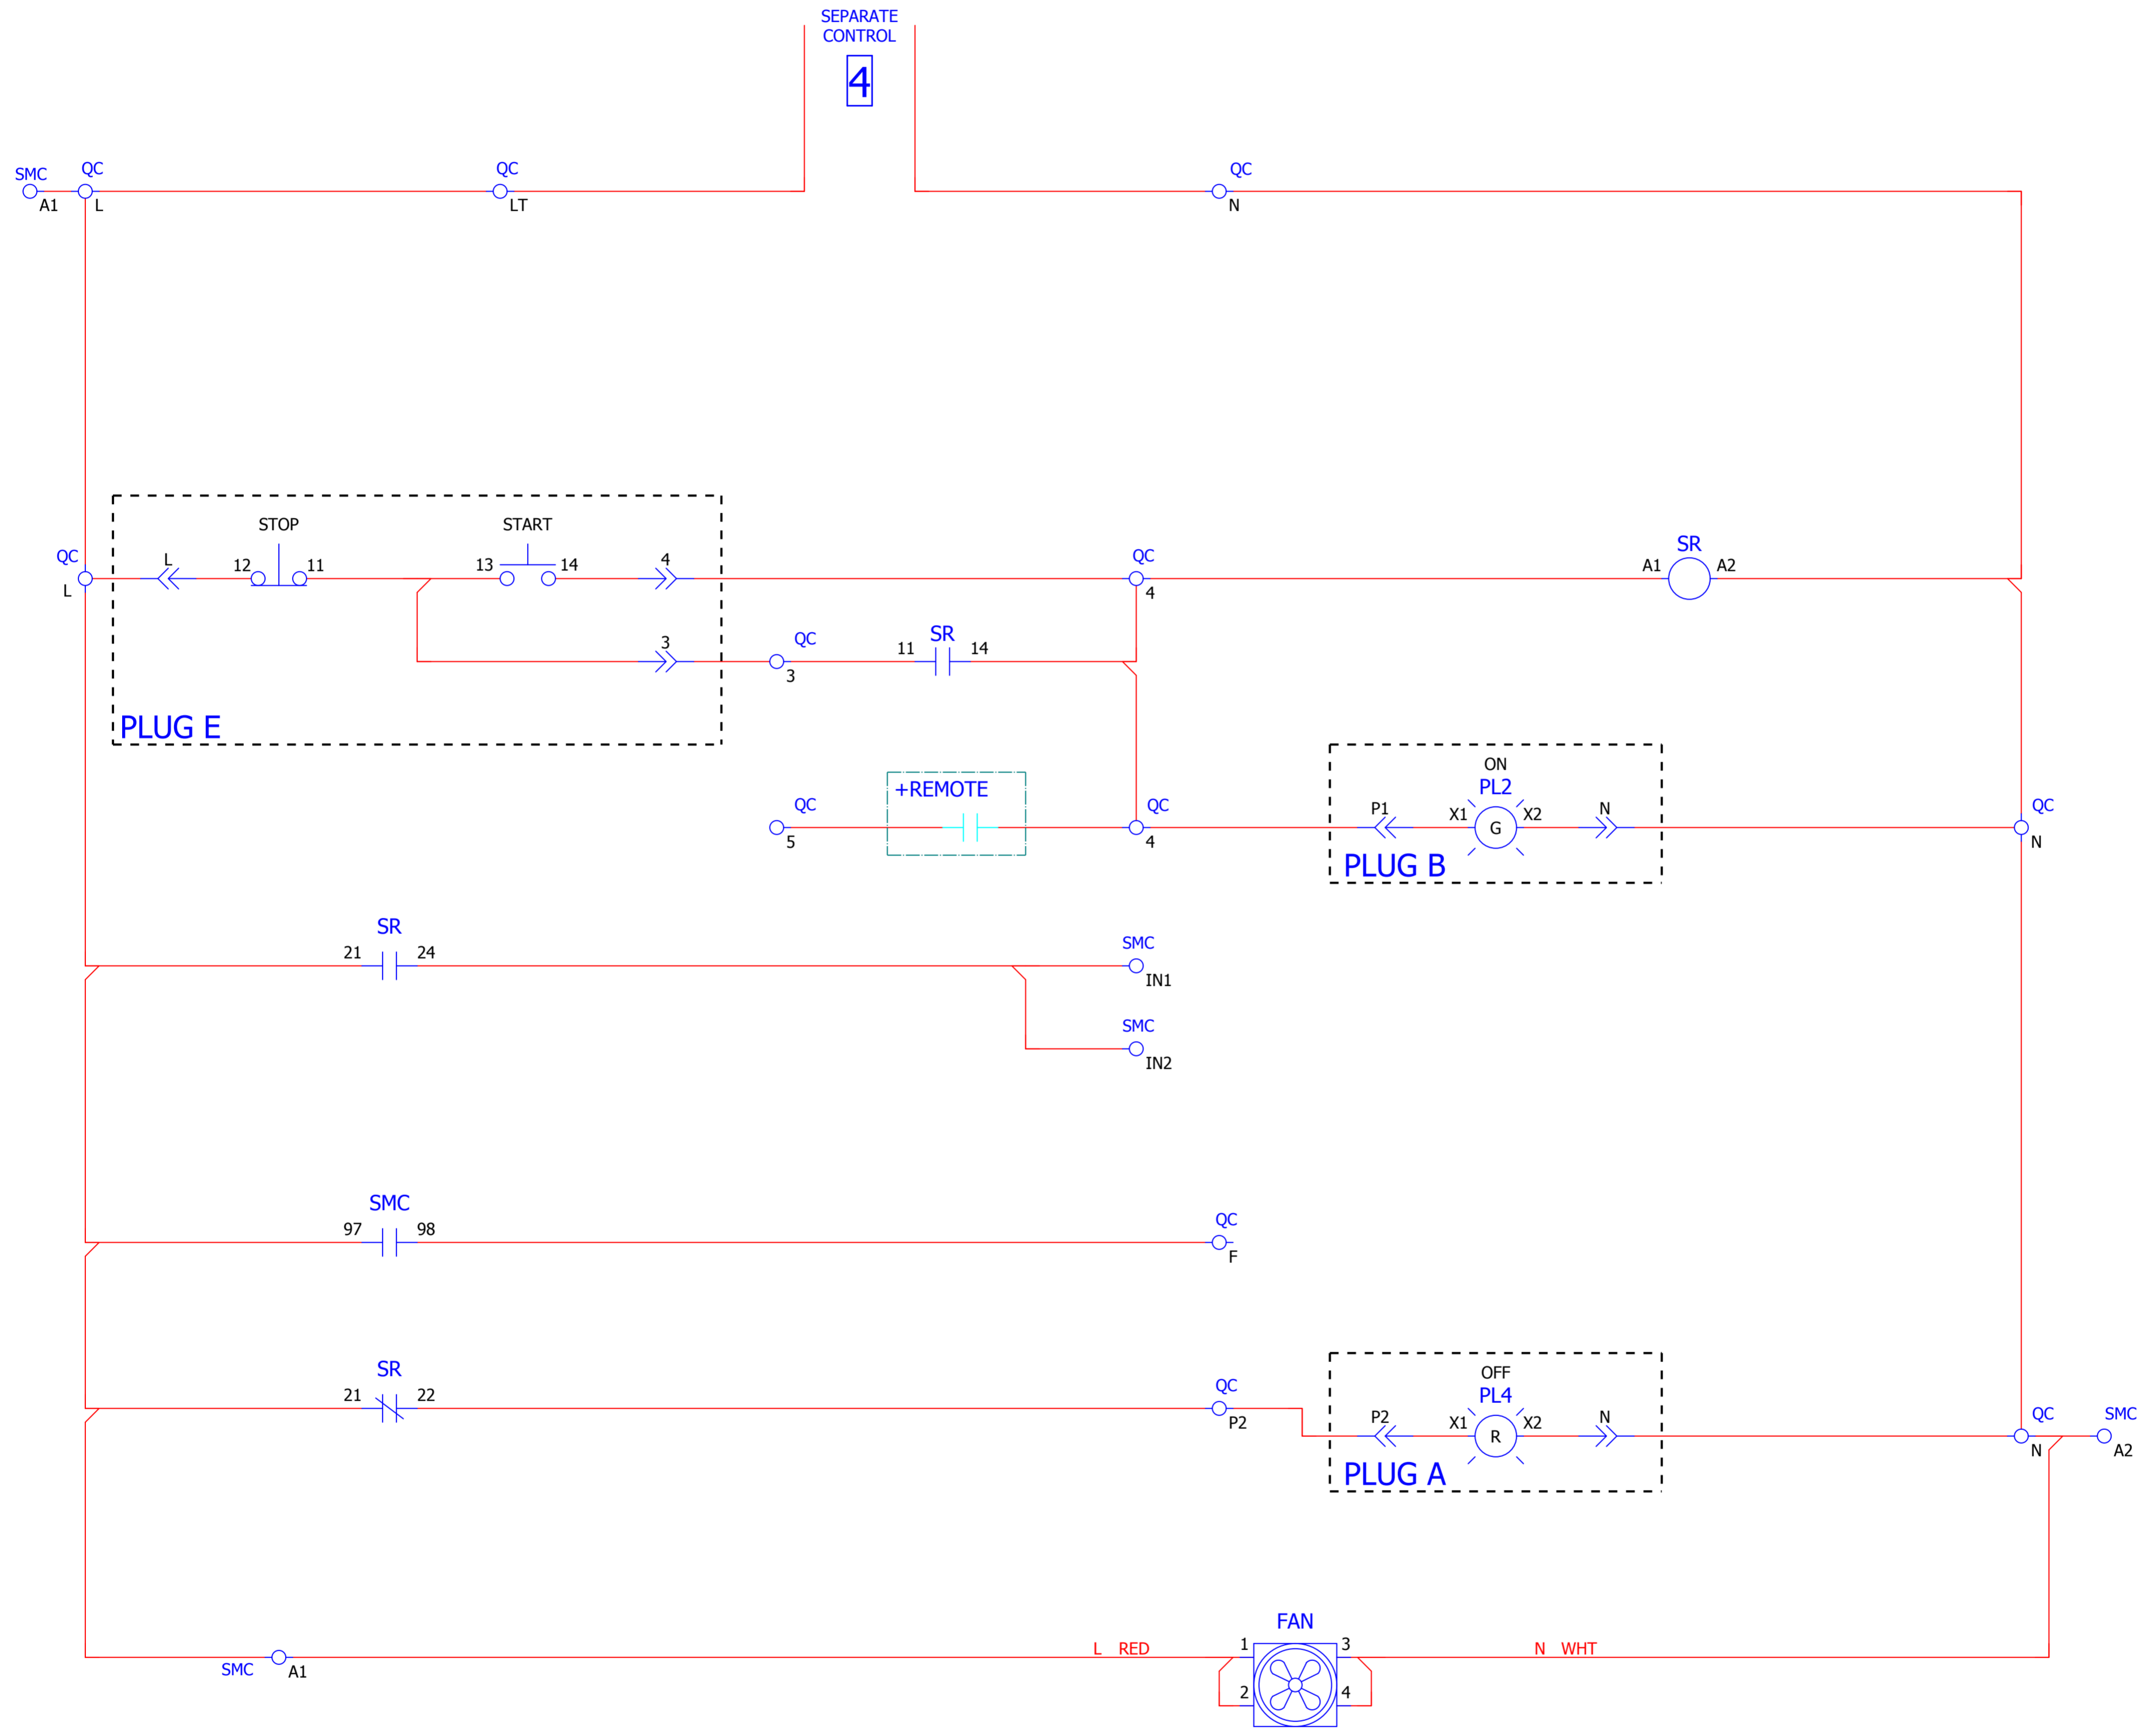 SEPARATE
CONTROL
4
SMC
A1
QC
L
QC
LT
QC
N
QC
L
L
STOP
12
11
START
13
14
4
3
PLUG E
QC
3
SR
11
14
QC
4
SR
A1
A2
QC
5
+REMOTE
QC
4
ON
PL2
P1
X1
G
X2
N
PLUG B
QC
N
SR
21
24
SMC
IN1
SMC
IN2
SMC
97
98
QC
F
SR
21
22
QC
P2
OFF
PL4
P2
X1
R
X2
N
PLUG A
QC
N
SMC
A2
SMC
A1
L RED
FAN
1
3
2
4
N WHT